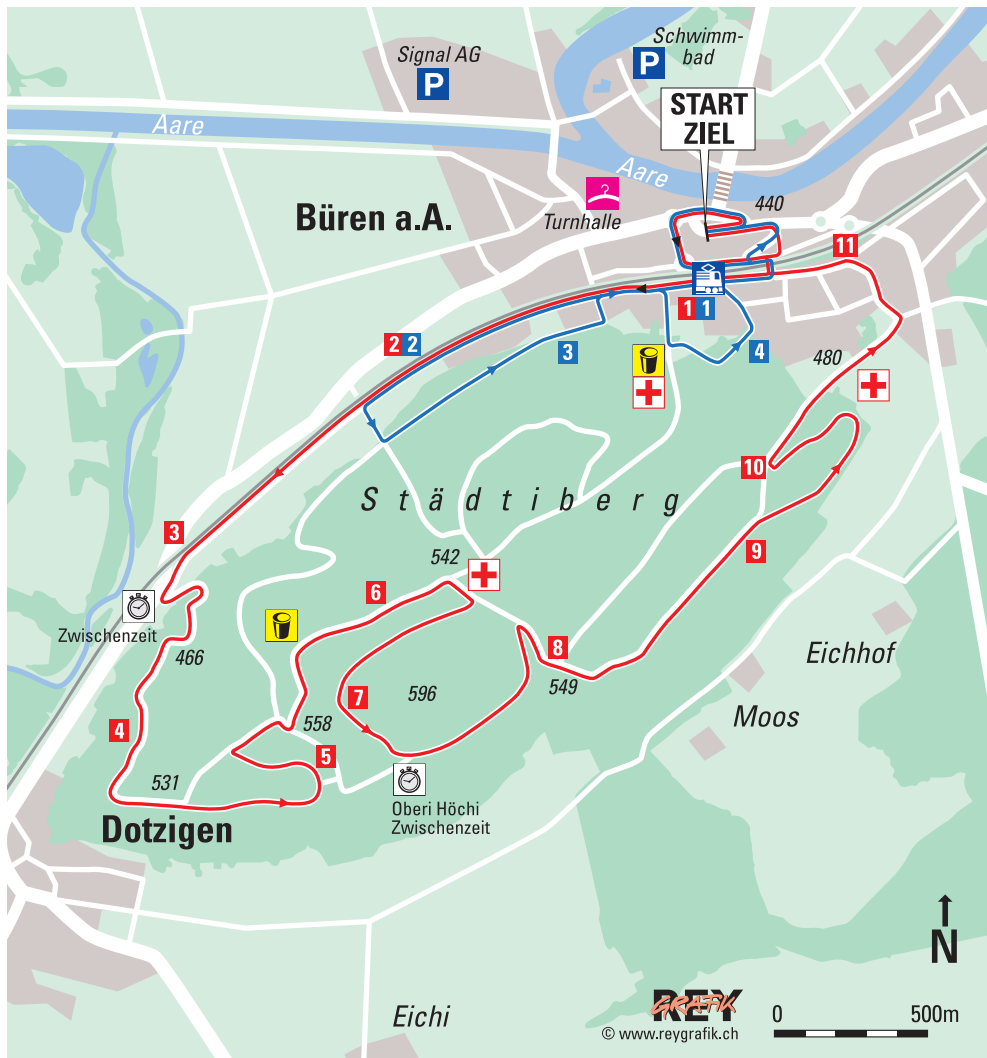 Signal AG
P
Schwimm-
bad
P
START
ZIEL
Aare
Aare
Turnhalle
Büren a.A.
440
11
1 1
2 2
3
4
480
10
Städtiberg
3
542
9
6
Zwischenzeit
466
8
549
Eichhof
7
596
Moos
4
558
5
531
Oberi Höchi
Zwischenzeit
Dotzigen
N
Eichi
REY
GRAFIK
© www.reygrafik.ch
0 500m